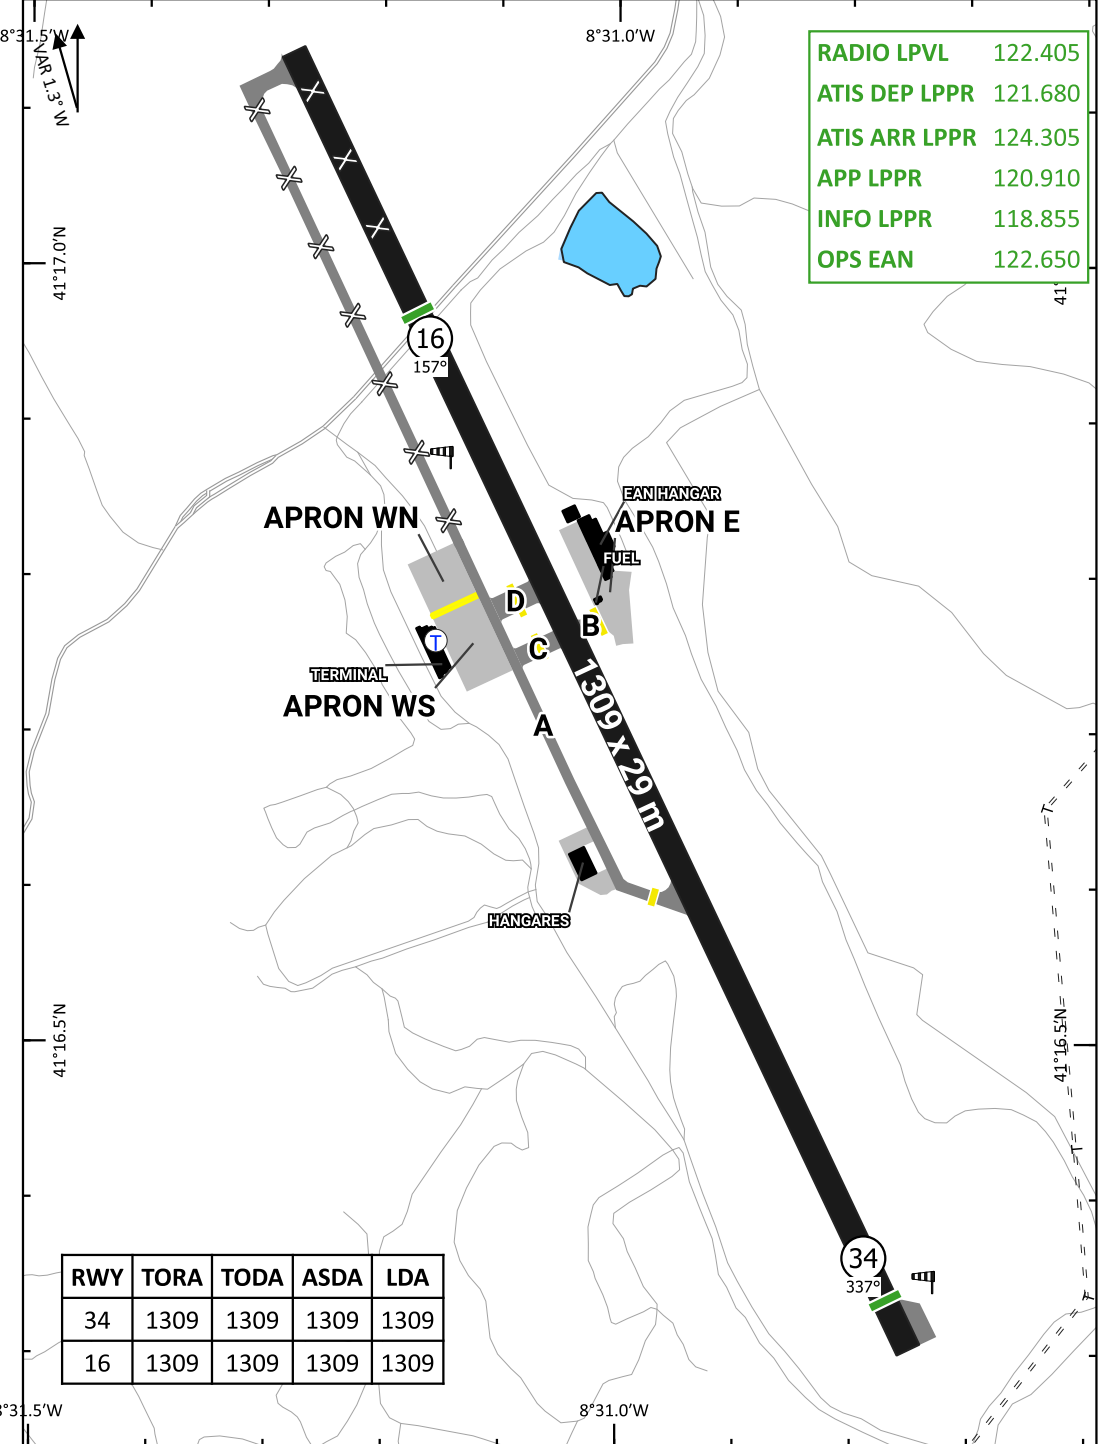 8°31.5’W
8°31.0’W
VAR 1.3° W
RADIO LPVL 122.405
ATIS DEP LPPR 121.680
ATIS ARR LPPR 124.305
APP LPPR 120.910
INFO LPPR 118.855
OPS EAN 122.650
41°17.0’N
41°
16
157°
EAN HANGAR
APRON WN
APRON E
FUEL
D
B
T
C
TERMINAL
APRON WS
A
1309 x 29 m
T
HANGARES
41°16.5’N
41°16.5’N
T
34
337°
T
RWY TORA TODA ASDA LDA
34 1309 1309 1309 1309
16 1309 1309 1309 1309
8°31.5’W
8°31.0’W